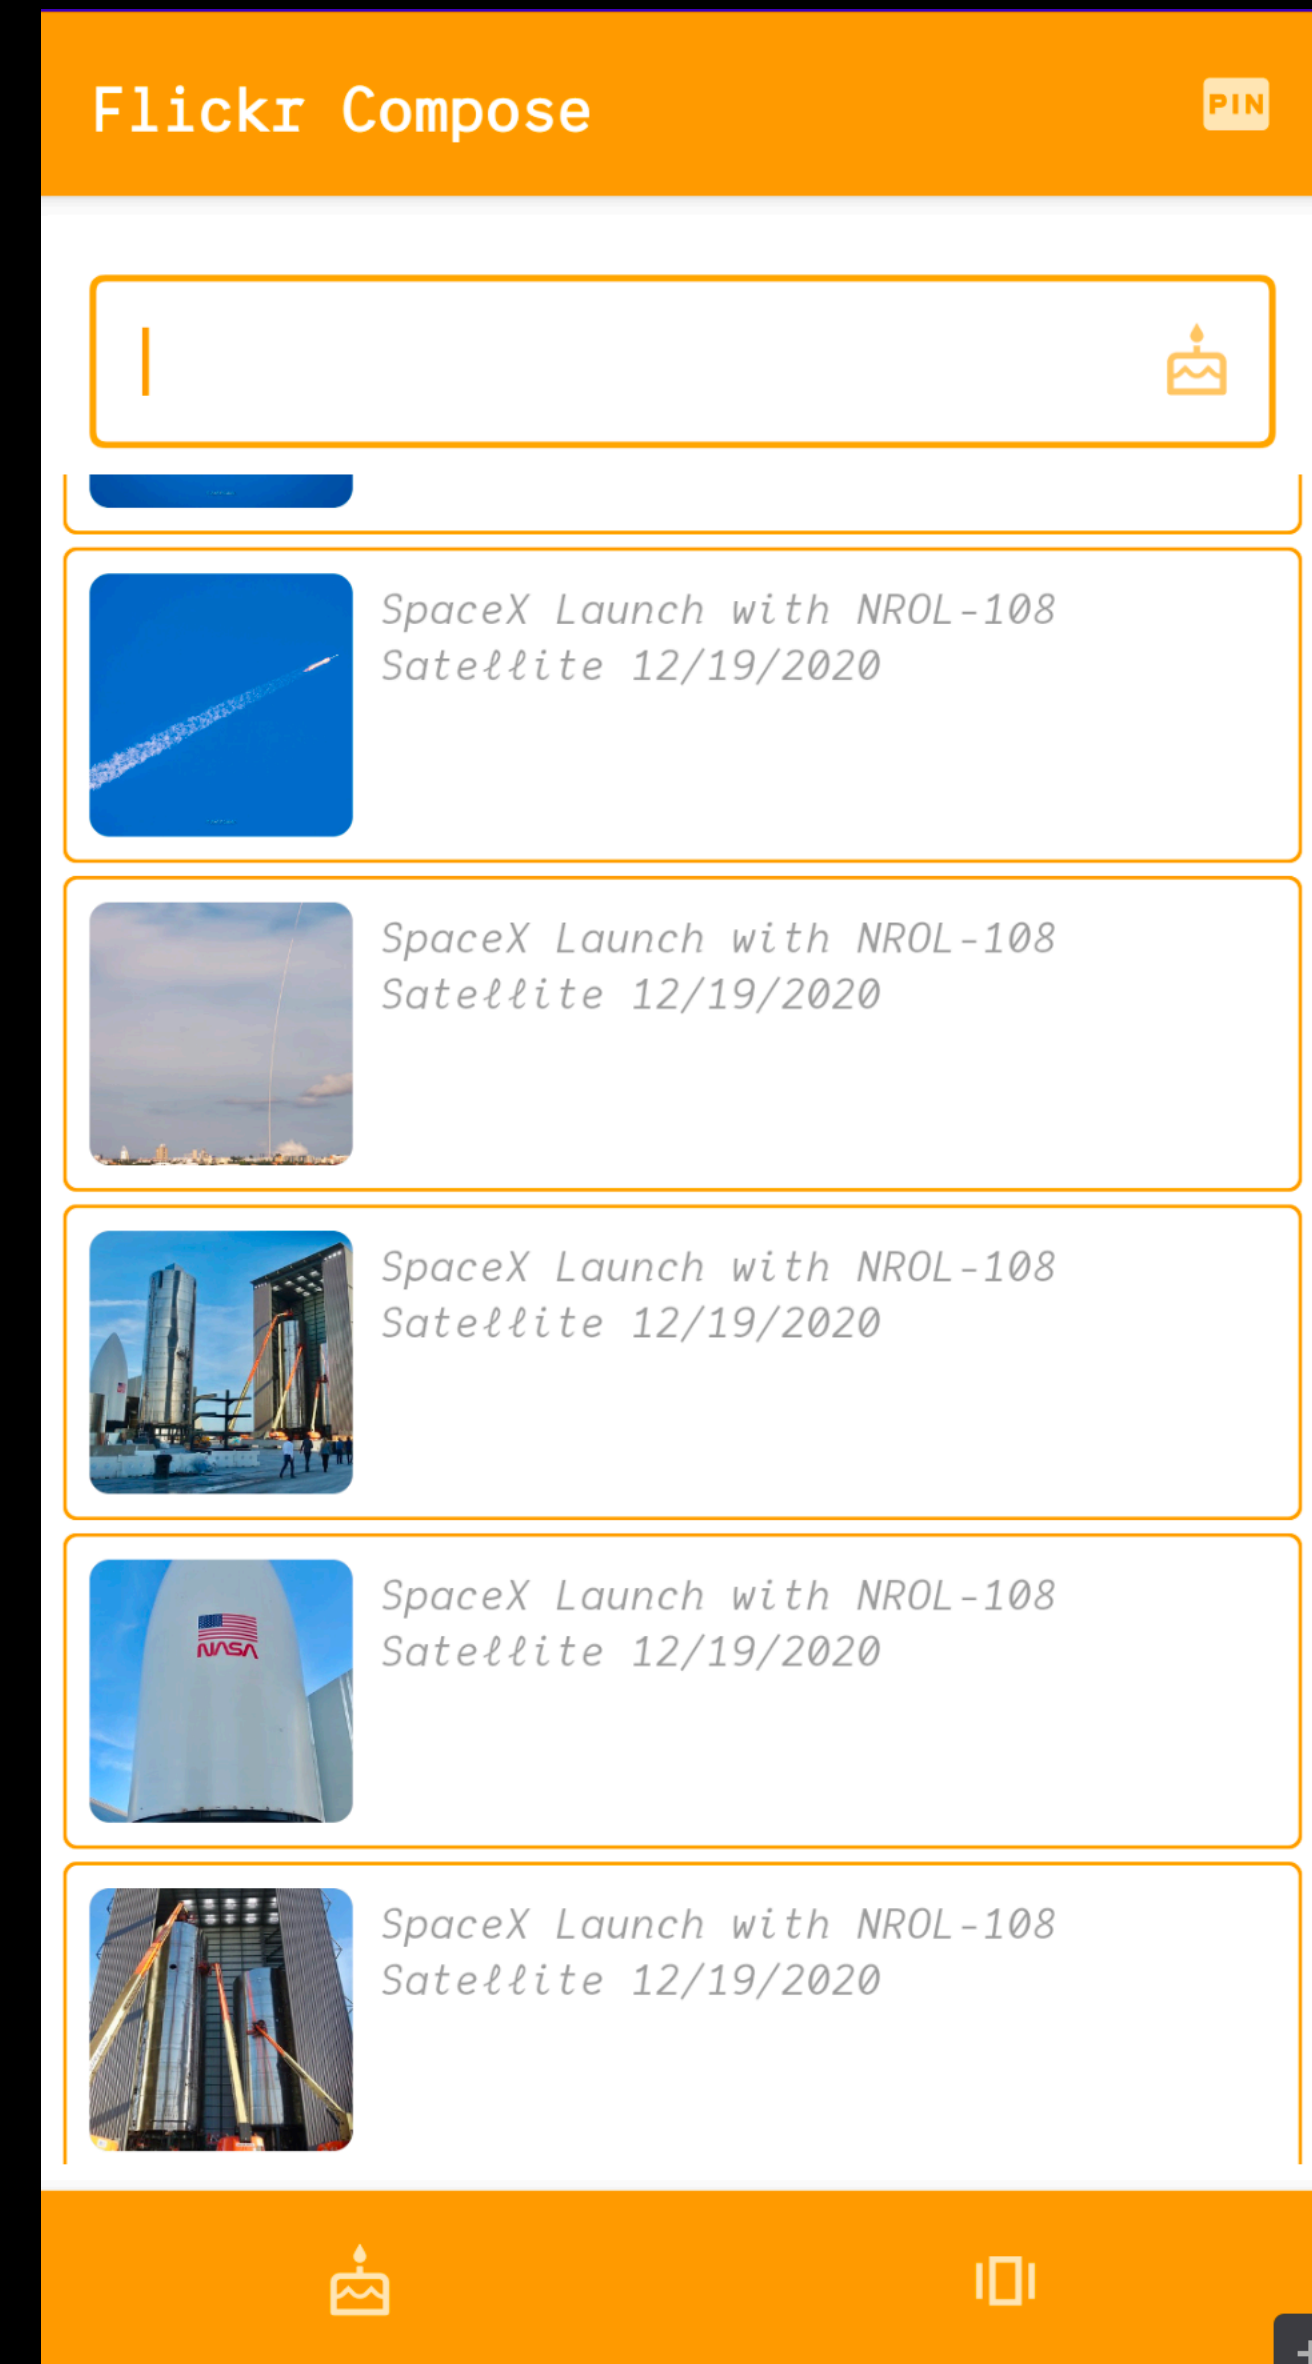 Flickr Compose
PIN
SpaceX Launch with NROL-108
Satellite 12/19/2020
SpaceX Launch with NROL-108
Satellite 12/19/2020
SpaceX Launch with NROL-108
Satellite 12/19/2020
SpaceX Launch with NROL-108
Satellite 12/19/2020
NASA
SpaceX Launch with NROL-108
Satellite 12/19/2020